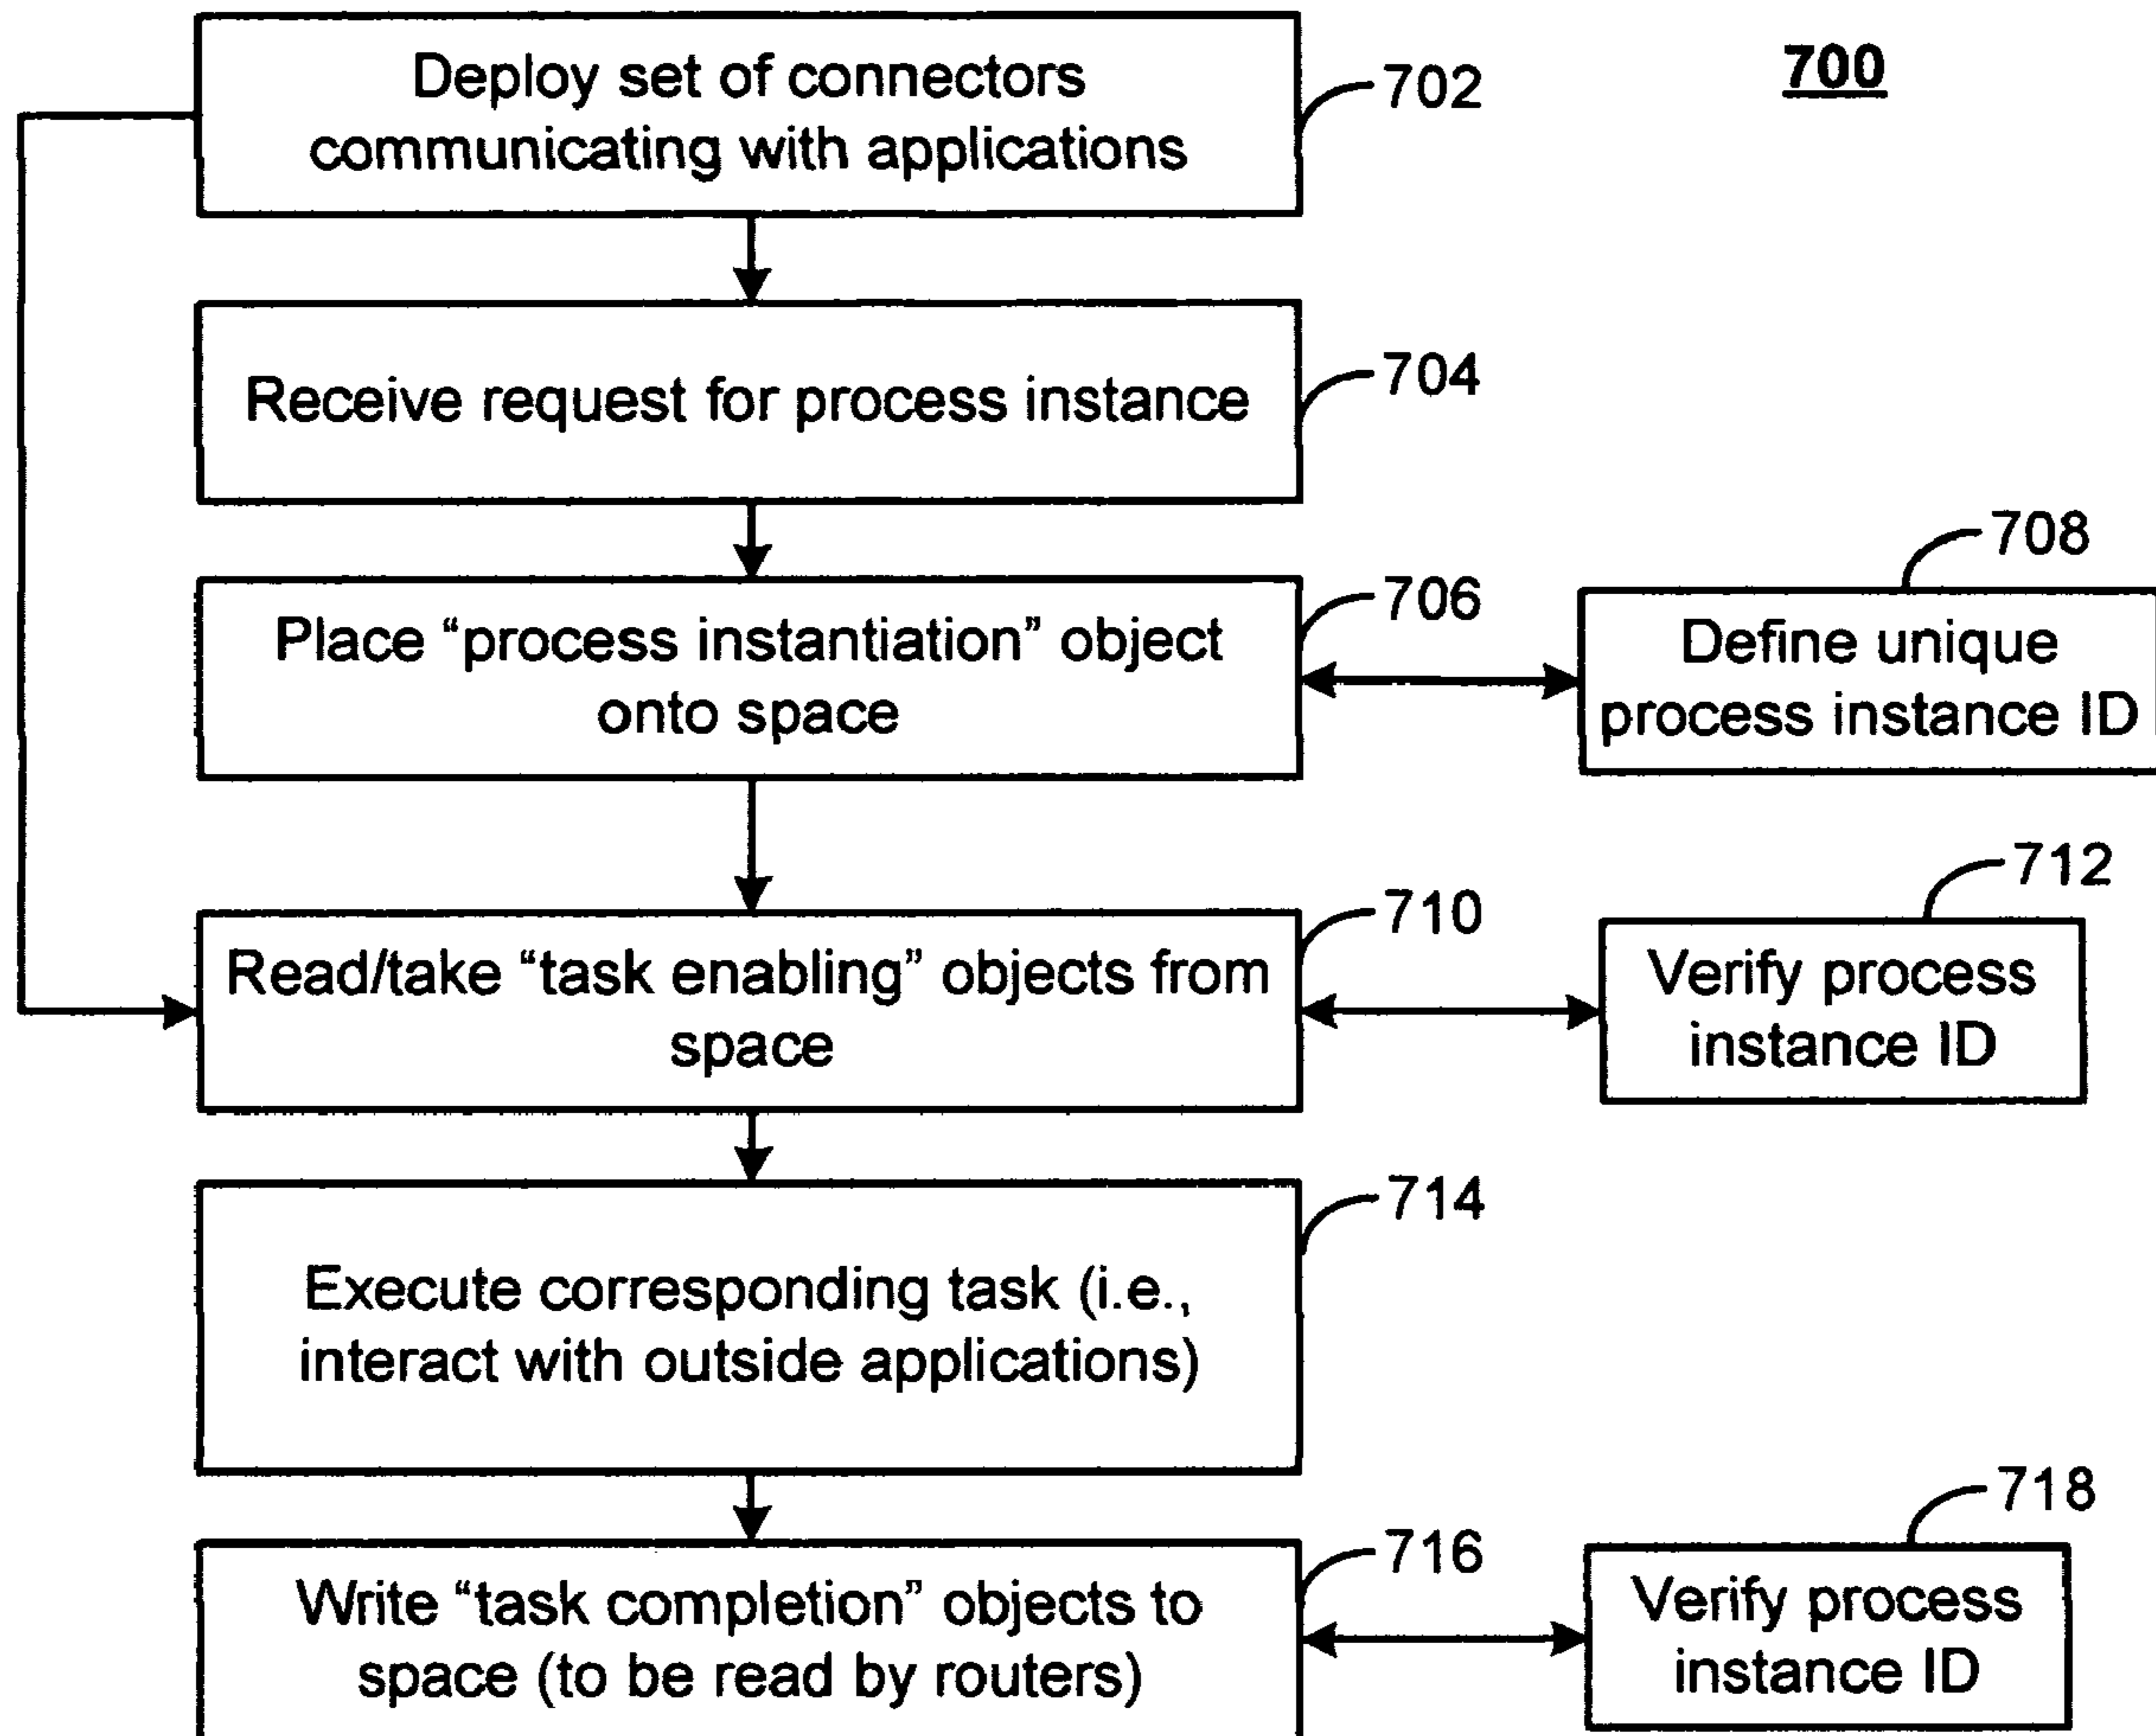 700
Deploy set of connectors
communicating with applications
702
Receive request for process instance
704
Place “process instantiation” object
onto space
706
708
Define unique
process instance ID
Read/take “task enabling” objects from
space
710
712
Verify process
instance ID
Execute corresponding task (i.e.,
interact with outside applications)
714
Write “task completion” objects to
space (to be read by routers)
716
718
Verify process
instance ID